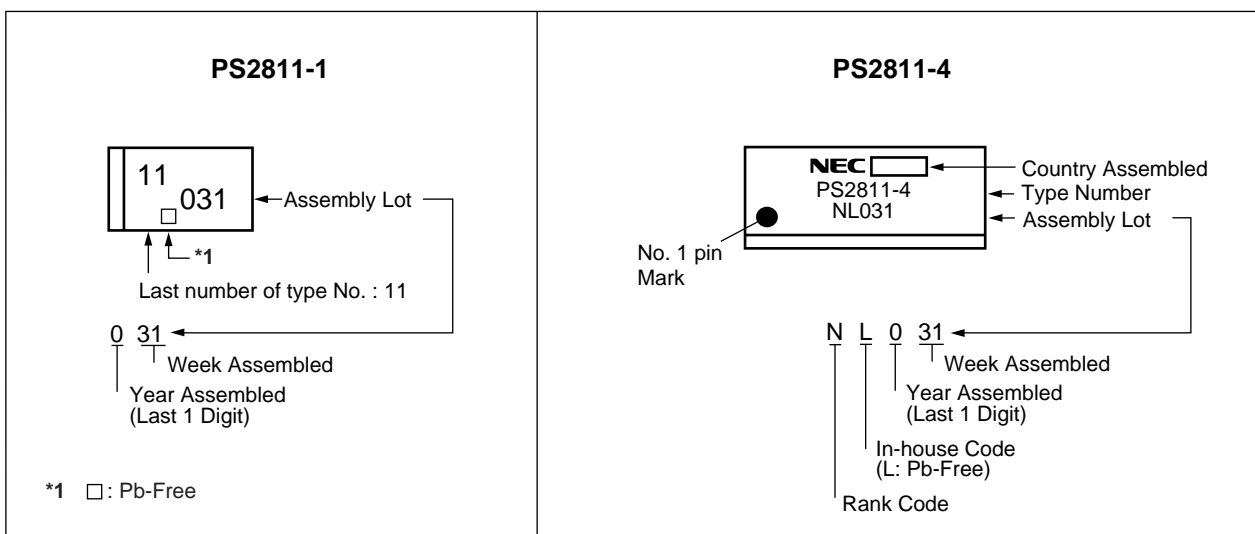 PS2811-1
11
031
Assembly Lot
*1
Last number of type No. : 11
0 31
Week Assembled
Year Assembled
(Last 1 Digit)
*1 □ : Pb-Free
PS2811-4
NEC
Country Assembled
PS2811-4
Type Number
NL031
Assembly Lot
No. 1 pin
Mark
N L 0 31
Week Assembled
Year Assembled
(Last 1 Digit)
In-house Code
(L: Pb-Free)
Rank Code